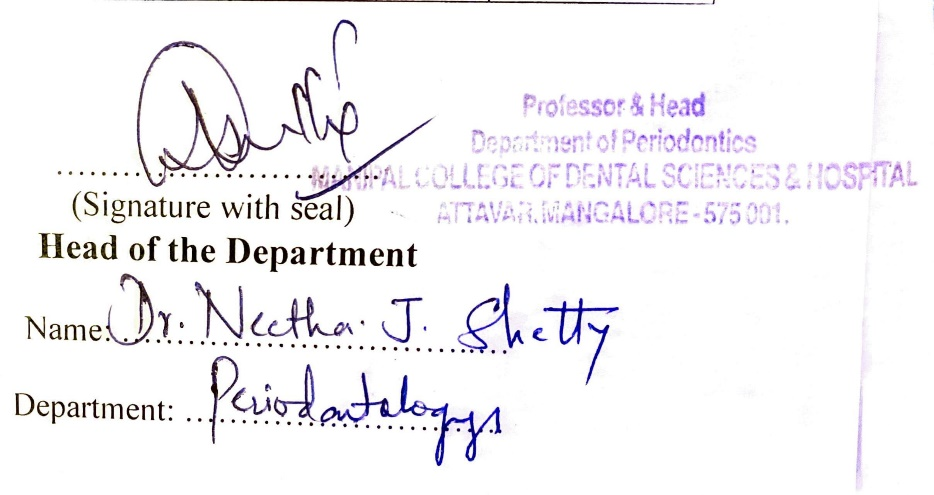 Professor & Head
Department of Periodontics
MANIPAL COLLEGE OF DENTAL SCIENCES & HOSPITAL
ATTAVAR, MANGALORE - 575 001.
(Signature with seal)
Head of the Department
Name: Dr. Neetha. J. Shetty
Department: Periodontology